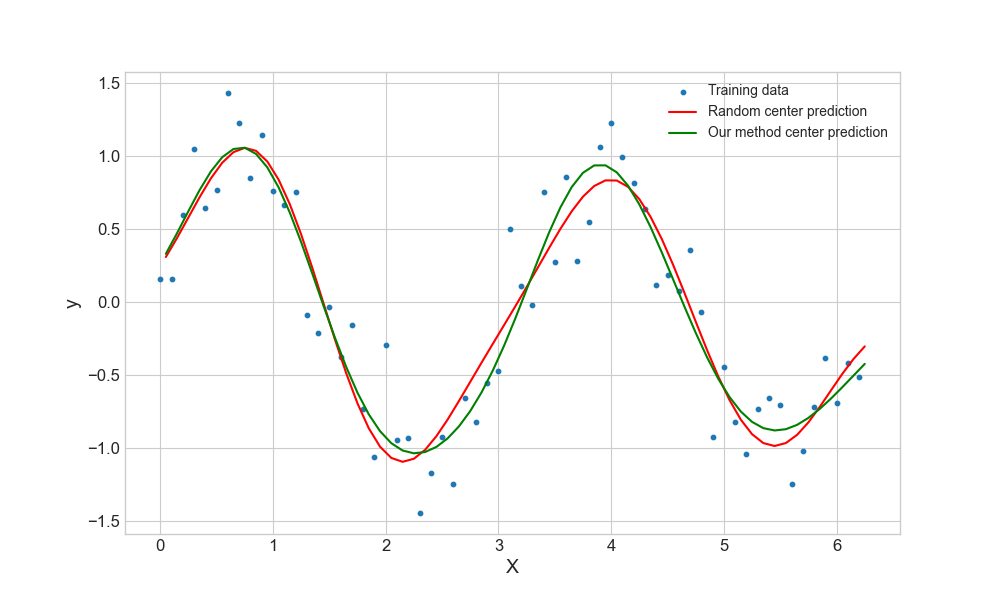 1.5
1.0
0.5
0.0
−0.5
−1.0
−1.5
y
Training data
Random center prediction
Our method center prediction
0 1 2 3 4 5 6
X